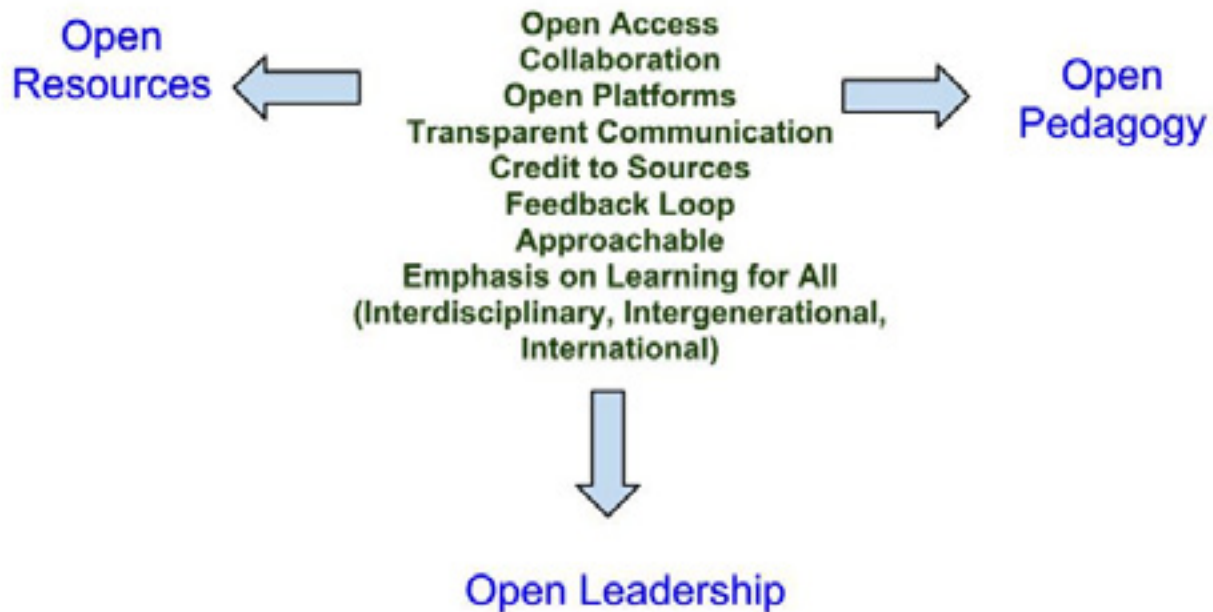 Open
Resources
Open Access
Collaboration
Open Platforms
Transparent Communication
Credit to Sources
Feedback Loop
Approachable
Emphasis on Learning for All
(Interdisciplinary, Intergenerational,
International)
Open
Pedagogy
Open Leadership